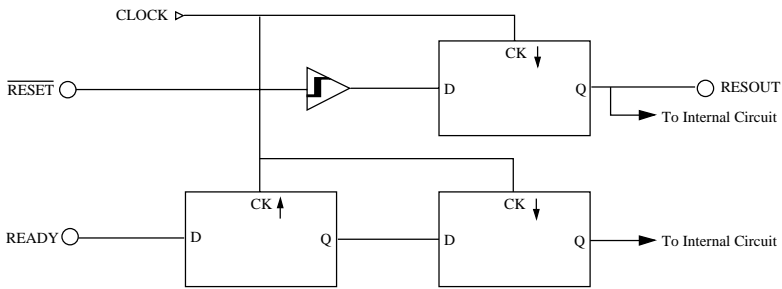 CLOCK
CK
RESET
D
Q
RESOUT
To Internal Circuit
CK
CK
READY
D
Q
D
Q
To Internal Circuit